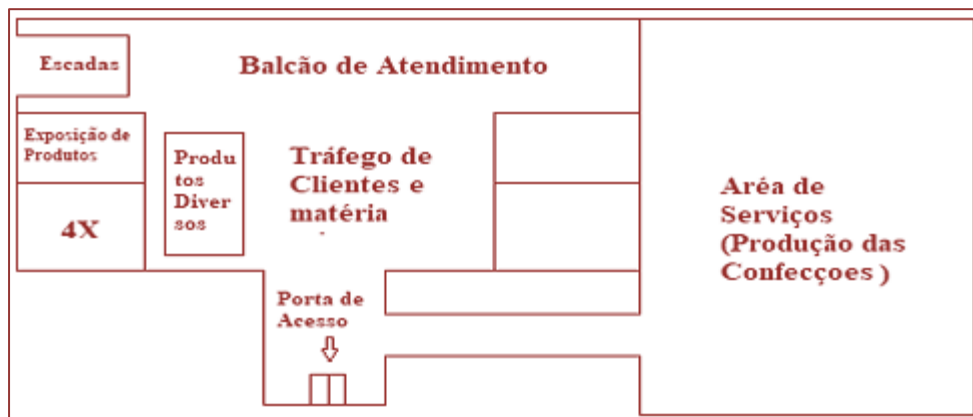 Escadas
Balcão de Atendimento
Exposição de
Produtos
4X
Produ
tos
Diver
sos
Tráfego de
Clientes e
matéria
Porta de
Acesso
Aréa de
Serviços
(Produção das
Confecçoes )